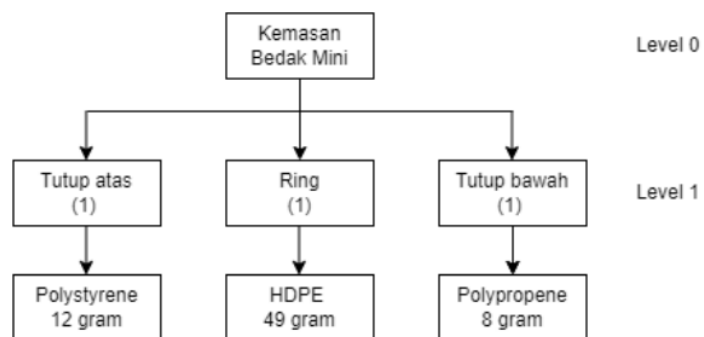 Kemasan
Bedak Mini
Level 0
Tutup atas
(1)
Ring
(1)
Tutup bawah
(1)
Level 1
Polystyrene
12 gram
HDPE
49 gram
Polypropene
8 gram